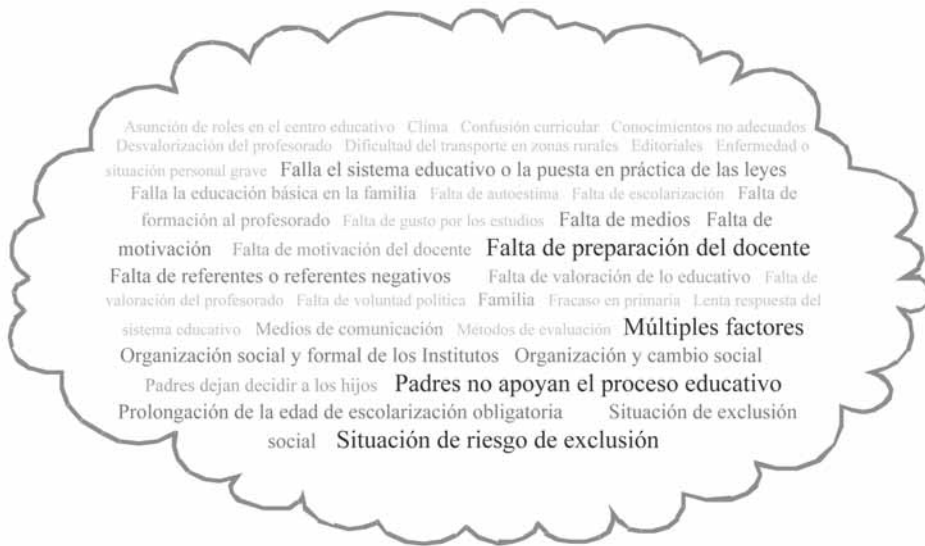 Asunción de roles en el centro educativo Clima Confusión curricular Conocimientos no adecuados
Desvalorización del profesorado Dificultad del transporte en zonas rurales Editoriales Enfermedad o
situación personal grave Falla el sistema educativo o la puesta en práctica de las leyes
Falla la educación básica en la familia Falta de autoestima Falta de escolarización Falta de
formación al profesorado Falta de gusto por los estudios Falta de medios Falta de
motivación Falta de motivación del docente Falta de preparación del docente
Falta de referentes o referentes negativos Falta de valoración de lo educativo Falta de
valoración del profesorado Falta de voluntad política Familia Fracaso en primaria Lenta respuesta del
sistema educativo Medios de comunicación Métodos de evaluación Múltiples factores
Organización social y formal de los Institutos Organización y cambio social
Padres dejan decidir a los hijos Padres no apoyan el proceso educativo
Prolongación de la edad de escolarización obligatoria Situación de exclusión
social Situación de riesgo de exclusión